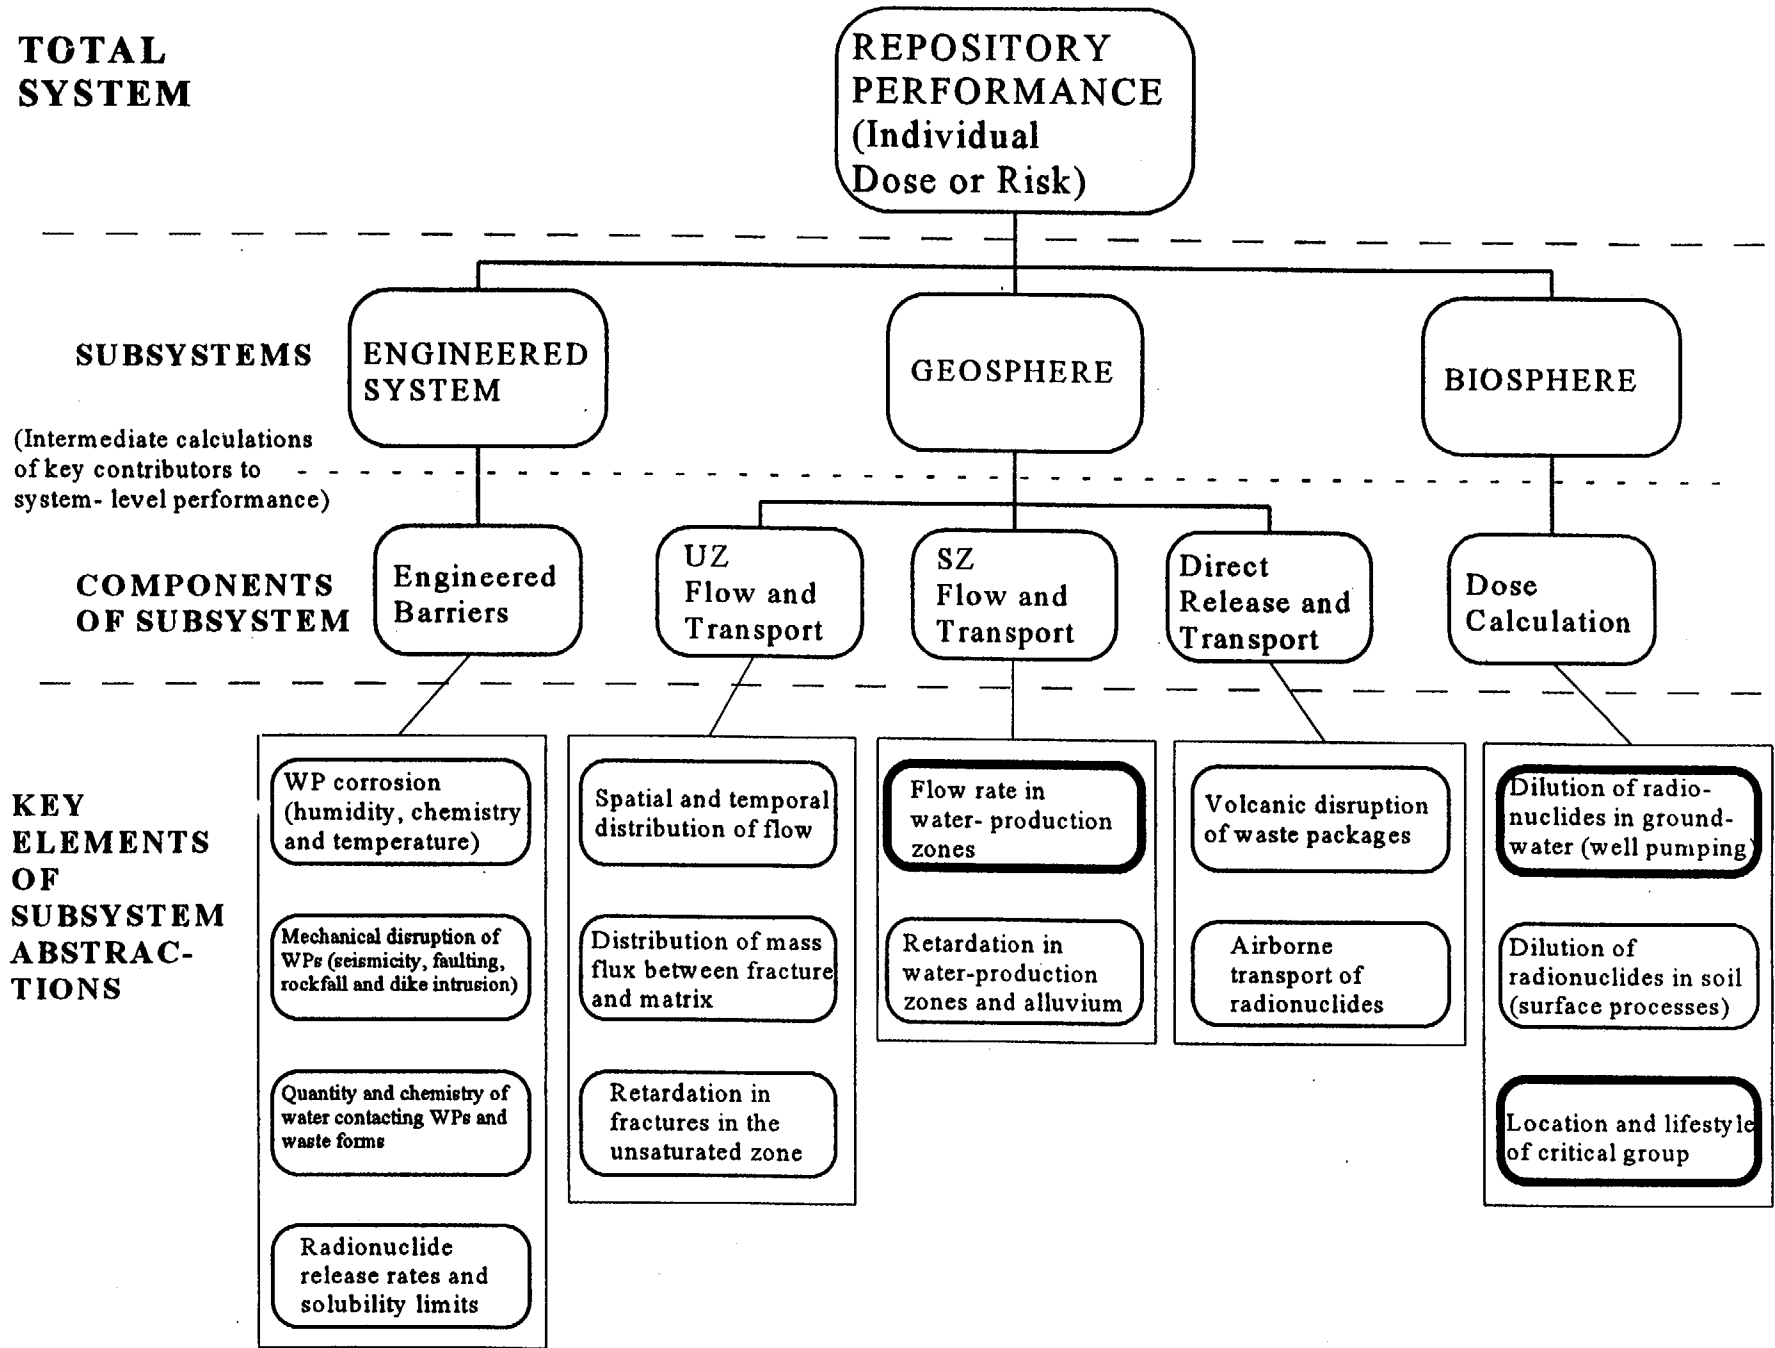 TOTAL
SYSTEM
REPOSITORY
PERFORMANCE
(Individual
Dose or Risk)
SUBSYSTEMS
(Intermediate calculations
of key contributors to
system- level performance)
ENGINEERED
SYSTEM
GEOSPHERE
BIOSPHERE
COMPONENTS
OF SUBSYSTEM
Engineered
Barriers
UZ
Flow and
Transport
SZ
Flow and
Transport
Direct
Release and
Transport
Dose
Calculation
KEY
ELEMENTS
OF
SUBSYSTEM
ABSTRAC-
TIONS
WP corrosion
(humidity, chemistry
and temperature)
Mechanical disruption of
WPs (seismicity, faulting,
rockfall and dike intrusion)
Quantity and chemistry of
water contacting WPs and
waste forms
Radionuclide
release rates and
solubility limits
Spatial and temporal
distribution of flow
Distribution of mass
flux between fracture
and matrix
Retardation in
fractures in the
unsaturated zone
Flow rate in
water- production
zones
Retardation in
water-production
zones and alluvium
Volcanic disruption
of waste packages
Airborne
transport of
radionuclides
Dilution of radio-
nuclides in ground-
water (well pumping)
Dilution of
radionuclides in soil
(surface processes)
Location and lifestyle
of critical group